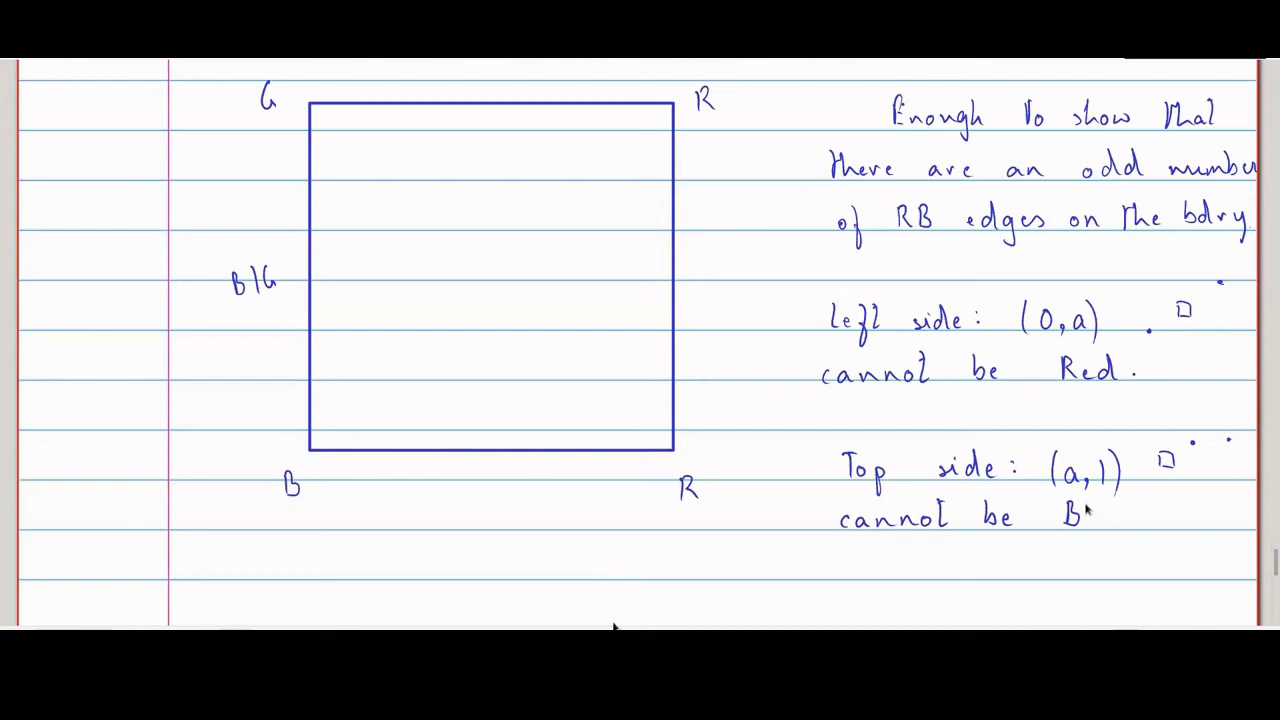 G
R
Enough to show that
there are an odd number
of RB edges on the bdry.
B/G
Left side: (0,a)
cannot be Red.
B
R
Top side: (a,1)
cannot be B